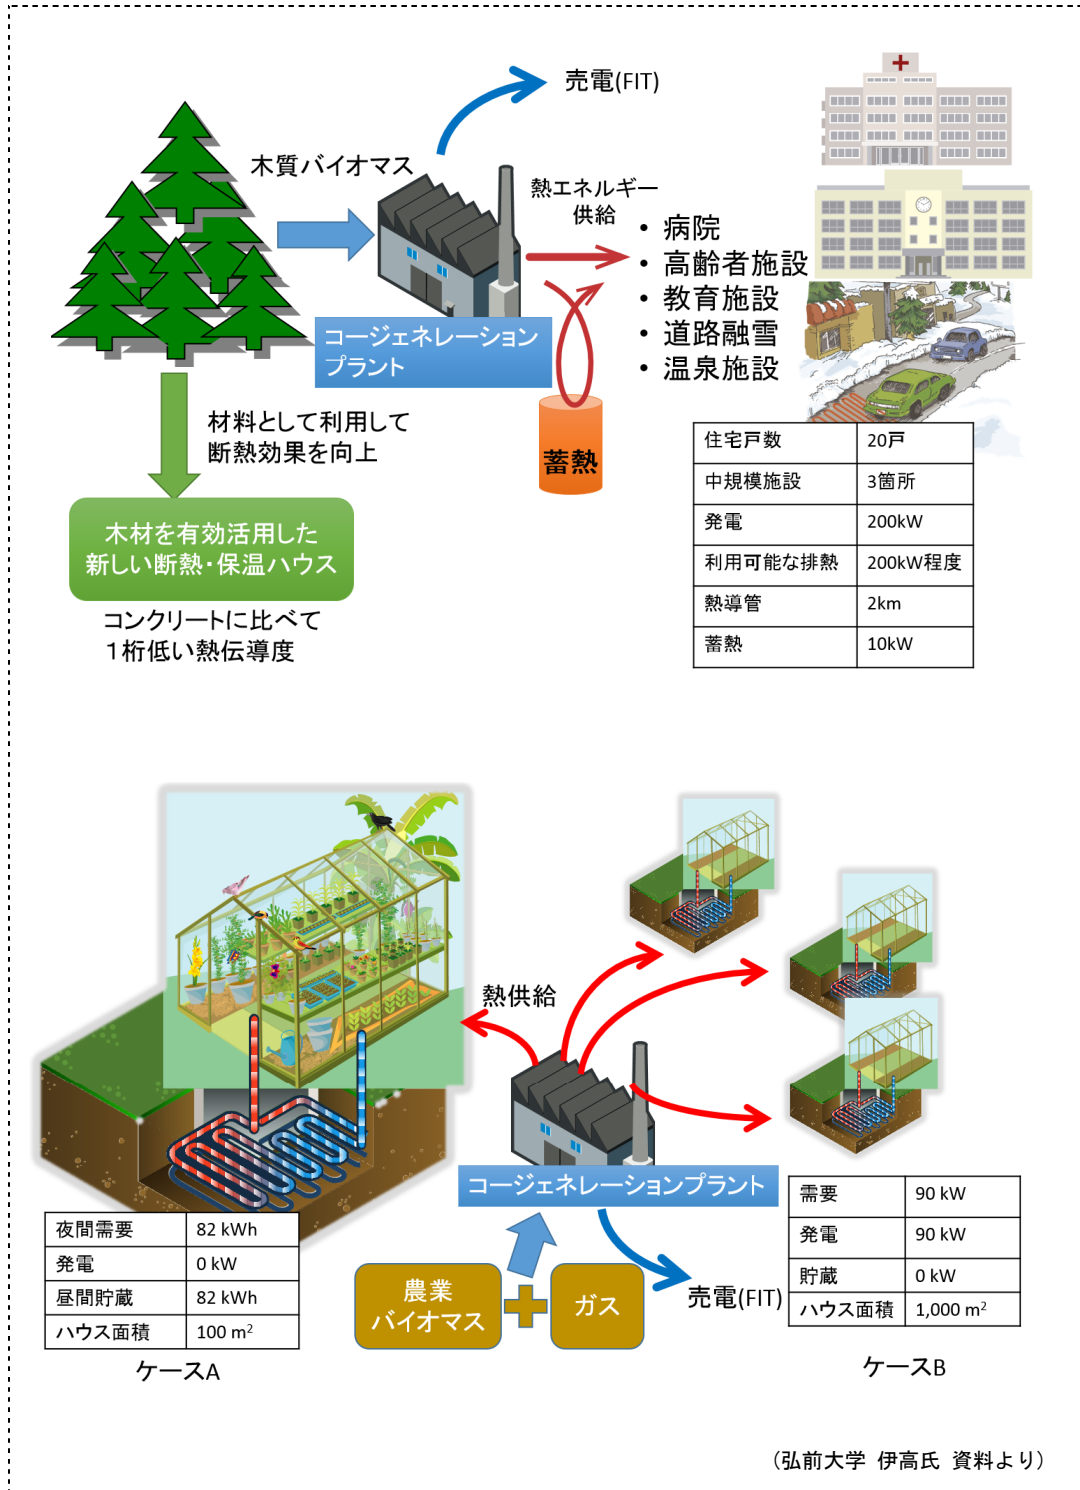 売電(FIT)
木質バイオマス
熱エネルギー
供給
• 病院
• 高齢者施設
• 教育施設
• 道路融雪
• 温泉施設
コージェネレーション
プラント
材料として利用して
断熱効果を向上
蓄熱
木材を有効活用した
新しい断熱・保温ハウス
コンクリートに比べて
１桁低い熱伝導度
住宅戸数 20戸
中規模施設 3箇所
発電 200kW
利用可能な排熱 200kW程度
熱導管 2km
蓄熱 10kW
熱供給
コージェネレーションプラント
夜間需要 82 kWh
発電 0 kW
昼間貯蔵 82 kWh
ハウス面積 100 m²
ケースA
農業
バイオマス
ガス
売電(FIT)
需要 90 kW
発電 90 kW
貯蔵 0 kW
ハウス面積 1,000 m²
ケースB
（弘前大学 伊高氏 資料より）